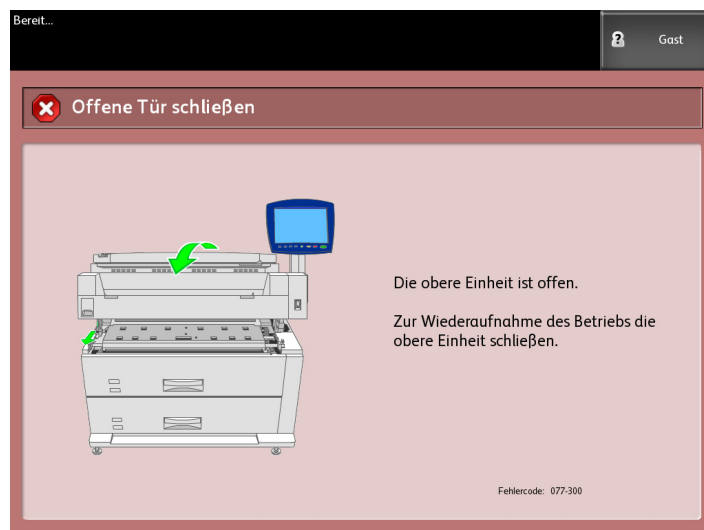 Bereit...
Gast
Offene Tür schließen
Die obere Einheit ist offen.
Zur Wiederaufnahme des Betriebs die
obere Einheit schließen.
Fehlercode: 077-300